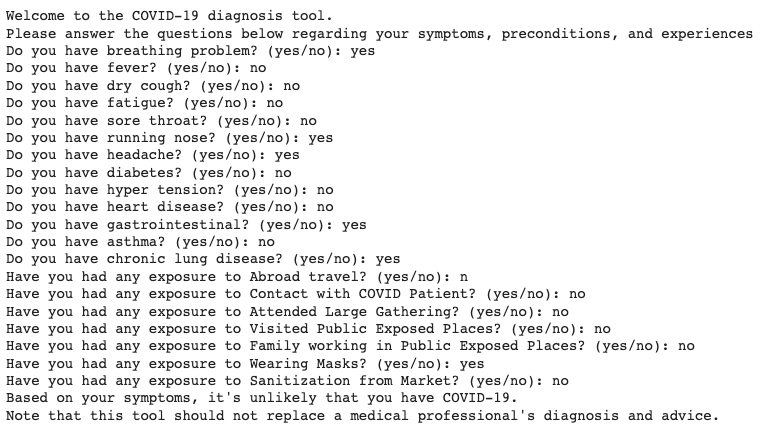 Welcome to the COVID-19 diagnosis tool.
Please answer the questions below regarding your symptoms, preconditions, and experiences
Do you have breathing problem? (yes/no): yes
Do you have fever? (yes/no): no
Do you have dry cough? (yes/no): no
Do you have fatigue? (yes/no): no
Do you have sore throat? (yes/no): no
Do you have running nose? (yes/no): yes
Do you have headache? (yes/no): yes
Do you have diabetes? (yes/no): no
Do you have hyper tension? (yes/no): no
Do you have heart disease? (yes/no): no
Do you have gastrointestinal? (yes/no): yes
Do you have asthma? (yes/no): no
Do you have chronic lung disease? (yes/no): yes
Have you had any exposure to Abroad travel? (yes/no): n
Have you had any exposure to Contact with COVID Patient? (yes/no): no
Have you had any exposure to Attended Large Gathering? (yes/no): no
Have you had any exposure to Visited Public Exposed Places? (yes/no): no
Have you had any exposure to Family working in Public Exposed Places? (yes/no): no
Have you had any exposure to Wearing Masks? (yes/no): yes
Have you had any exposure to Sanitization from Market? (yes/no): no
Based on your symptoms, it's unlikely that you have COVID-19.
Note that this tool should not replace a medical professional's diagnosis and advice.